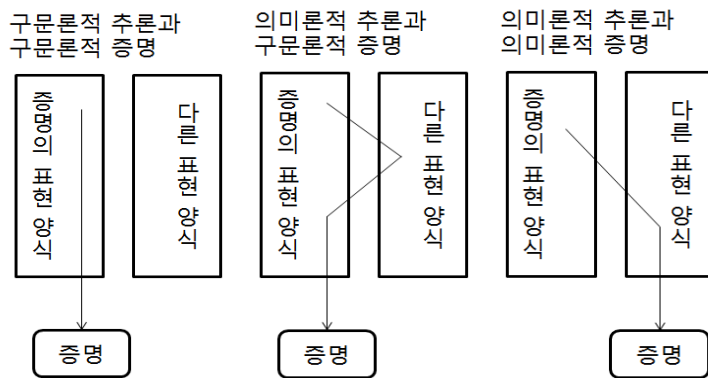 구문론적 추론과
구문론적 증명
증명의 표현 양식
다른 표현 양식
증명
의미론적 추론과
구문론적 증명
증명의 표현 양식
다른 표현 양식
증명
의미론적 추론과
의미론적 증명
증명의 표현 양식
다른 표현 양식
증명